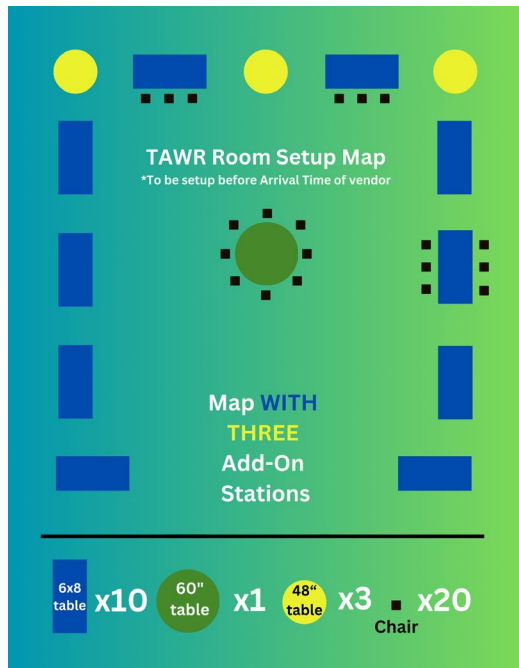 TAWR Room Setup Map
*To be setup before Arrival Time of vendor
Map WITH
THREE
Add-On
Stations
6x8
table
x10
60"
table
x1
48“
table
x3
Chair
x20